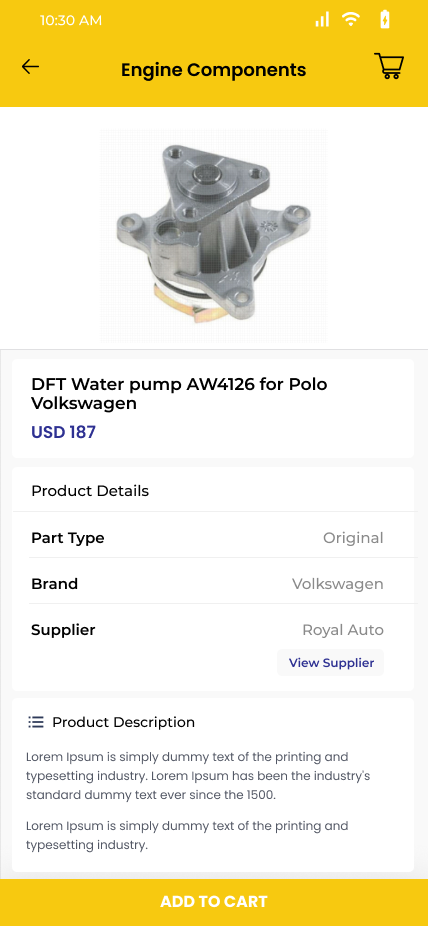 10:30 AM
Engine Components
DFT Water pump AW4126 for Polo
Volkswagen
USD 187
Product Details
Part Type Original
Brand Volkswagen
Supplier Royal Auto
View Supplier
Product Description
Lorem Ipsum is simply dummy text of the printing and
typesetting industry. Lorem Ipsum has been the industry's
standard dummy text ever since the 1500.
Lorem Ipsum is simply dummy text of the printing and
typesetting industry.
ADD TO CART